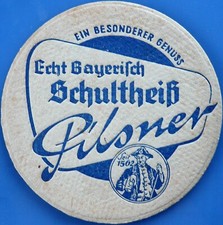 EIN BESONDERER GENUSS
Echt Bayerisch
Schultheiß
Pilsner
Seit
1502